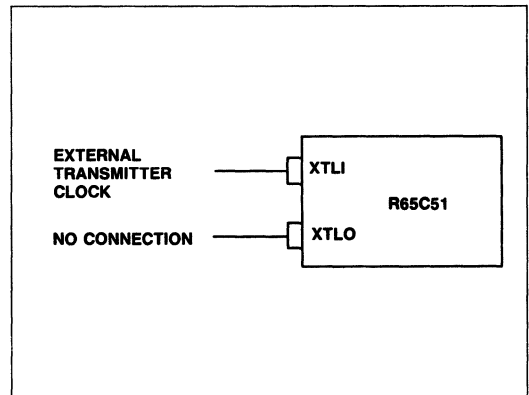 EXTERNAL
TRANSMITTER
CLOCK
XTLI
R65C51
NO CONNECTION
XTLO